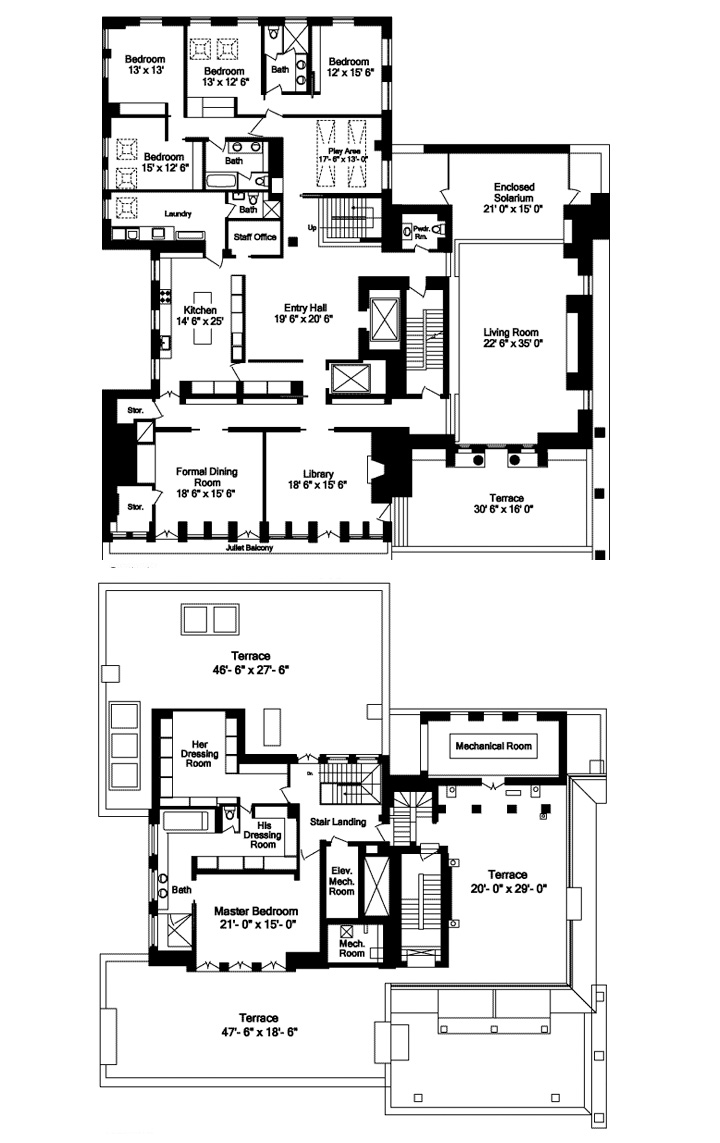 Bedroom
13' x 13'
Bedroom
13' x 12' 6"
Bath
Bedroom
12' x 15' 6"
Bedroom
15' x 12' 6"
Bath
Play Area
17'- 6" x 13'- 0"
Laundry
Bath
Staff Office
Up
Pwdr.
Rm.
Enclosed
Solarium
21' 0" x 15' 0"
Kitchen
14' 6" x 25'
Entry Hall
19' 6" x 20' 6"
Living Room
22' 6" x 35' 0"
Stor.
Formal Dining
Room
18' 6" x 15' 6"
Library
18' 6" x 15' 6"
Stor.
Terrace
30' 6" x 16' 0"
Juliet Balcony
Terrace
46'- 6" x 27'- 6"
Her
Dressing
Room
Dn
Mechanical Room
His
Dressing
Room
Stair Landing
Bath
Elev.
Mech.
Room
Terrace
20'- 0" x 29'- 0"
Master Bedroom
21'- 0" x 15'- 0"
Mech.
Room
Terrace
47'- 6" x 18'- 6"